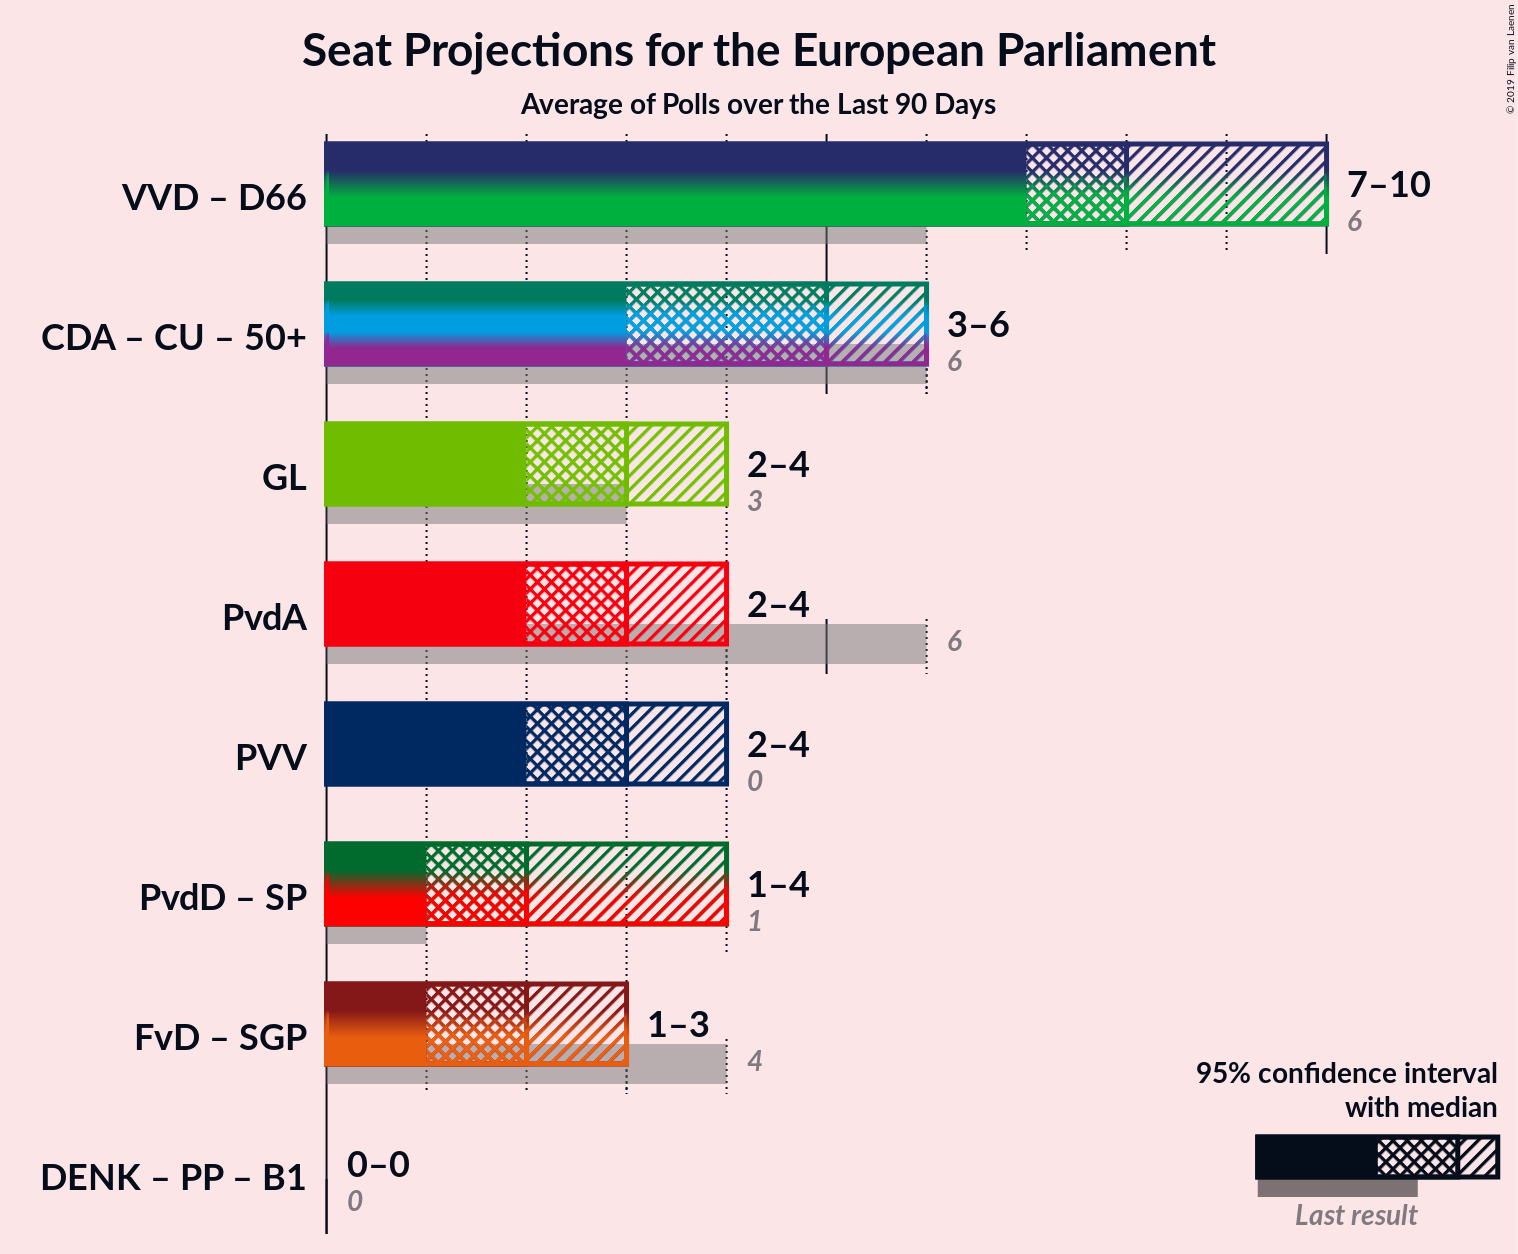 Seat Projections for the European Parliament
Average of Polls over the Last 90 Days
© 2019 Filip van Laenen
VVD – D66
7–10
6
CDA – CU – 50+
3–6
6
GL
2–4
3
PvdA
2–4
6
PVV
2–4
0
PvdD – SP
1–4
1
FvD – SGP
1–3
4
DENK – PP – B1
0–0
0
95% confidence interval
with median
Last result